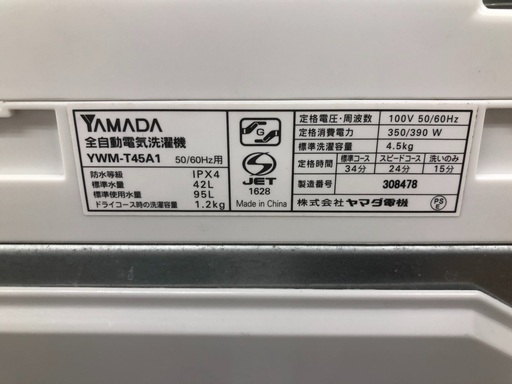 YAMADA
全自動電気洗濯機
YWM-T45A1 50/60Hz用
防水等級 IPX4
標準水量 42L
標準使用水量 95L
ドライコース時の洗濯容量 1.2kg
G
JET
1628
Made in China
定格電圧・周波数 100V 50/60Hz
定格消費電力 350/390 W
標準洗濯容量 4.5kg
定格時間 標準コース スピードコース 洗いのみ
34分 24分 15分
製造番号 308478
株式会社ヤマダ電機
PS
E